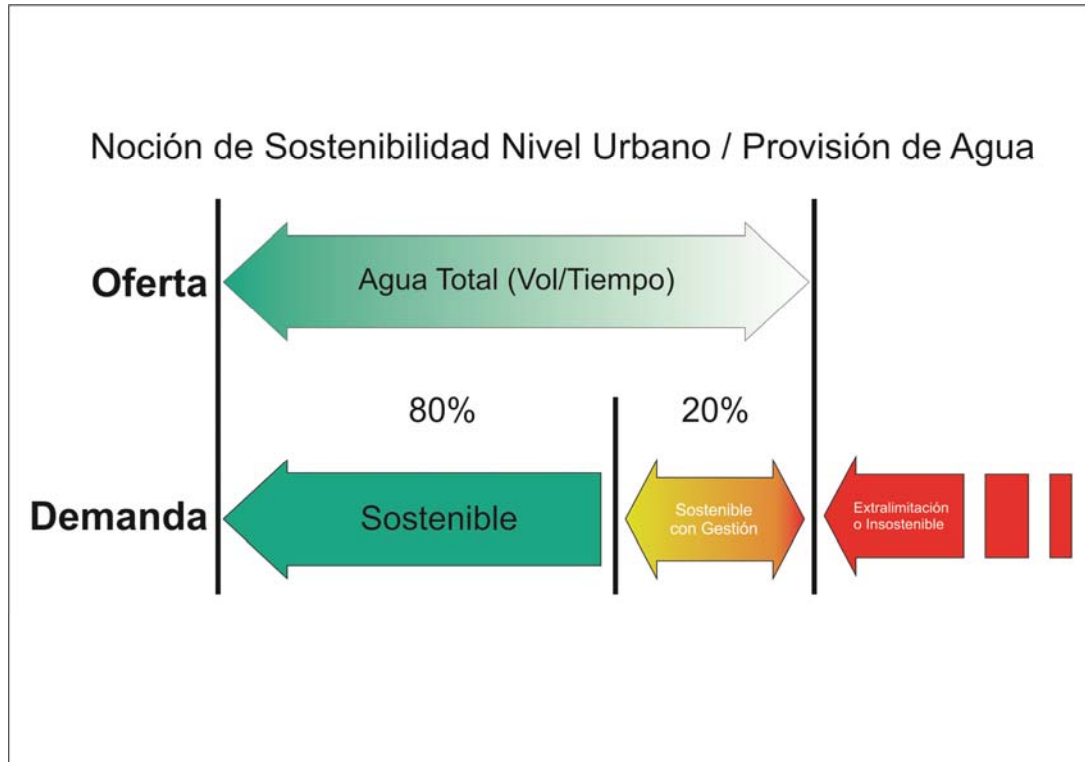 Noción de Sostenibilidad Nivel Urbano / Provisión de Agua
Oferta
Agua Total (Vol/Tiempo)
80%
20%
Demanda
Sostenible
Sostenible
con Gestión
Extralimitación
o Insostenible